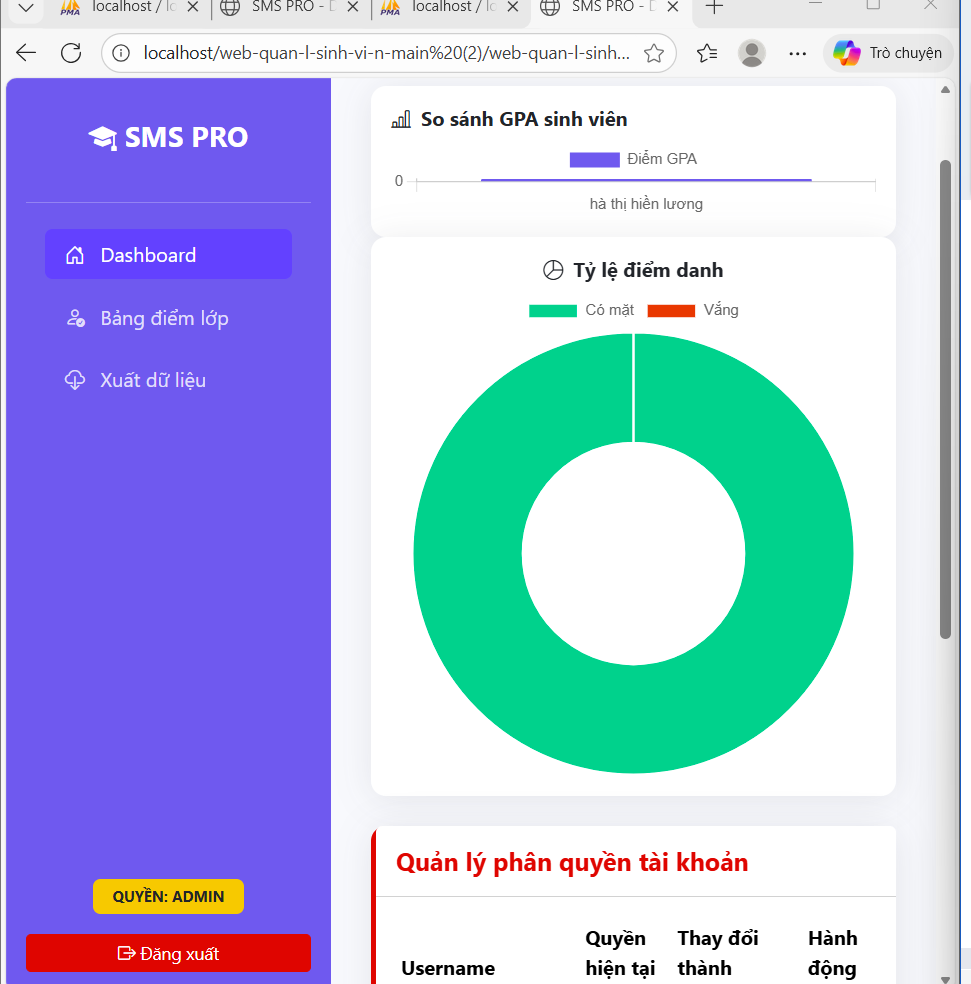 localhost / lo
SMS PRO - D
localhost / lo
SMS PRO - D
localhost/web-quan-l-sinh-vi-n-main%20(2)/web-quan-l-sinh...
Trò chuyện
SMS PRO
Dashboard
Bảng điểm lớp
Xuất dữ liệu
QUYỀN: ADMIN
Đăng xuất
So sánh GPA sinh viên
Điểm GPA
0
hà thị hiền lương
Tỷ lệ điểm danh
Có mặt
Vắng
Quản lý phân quyền tài khoản
Username
Quyền
hiện tại
Thay đổi
thành
Hành
động